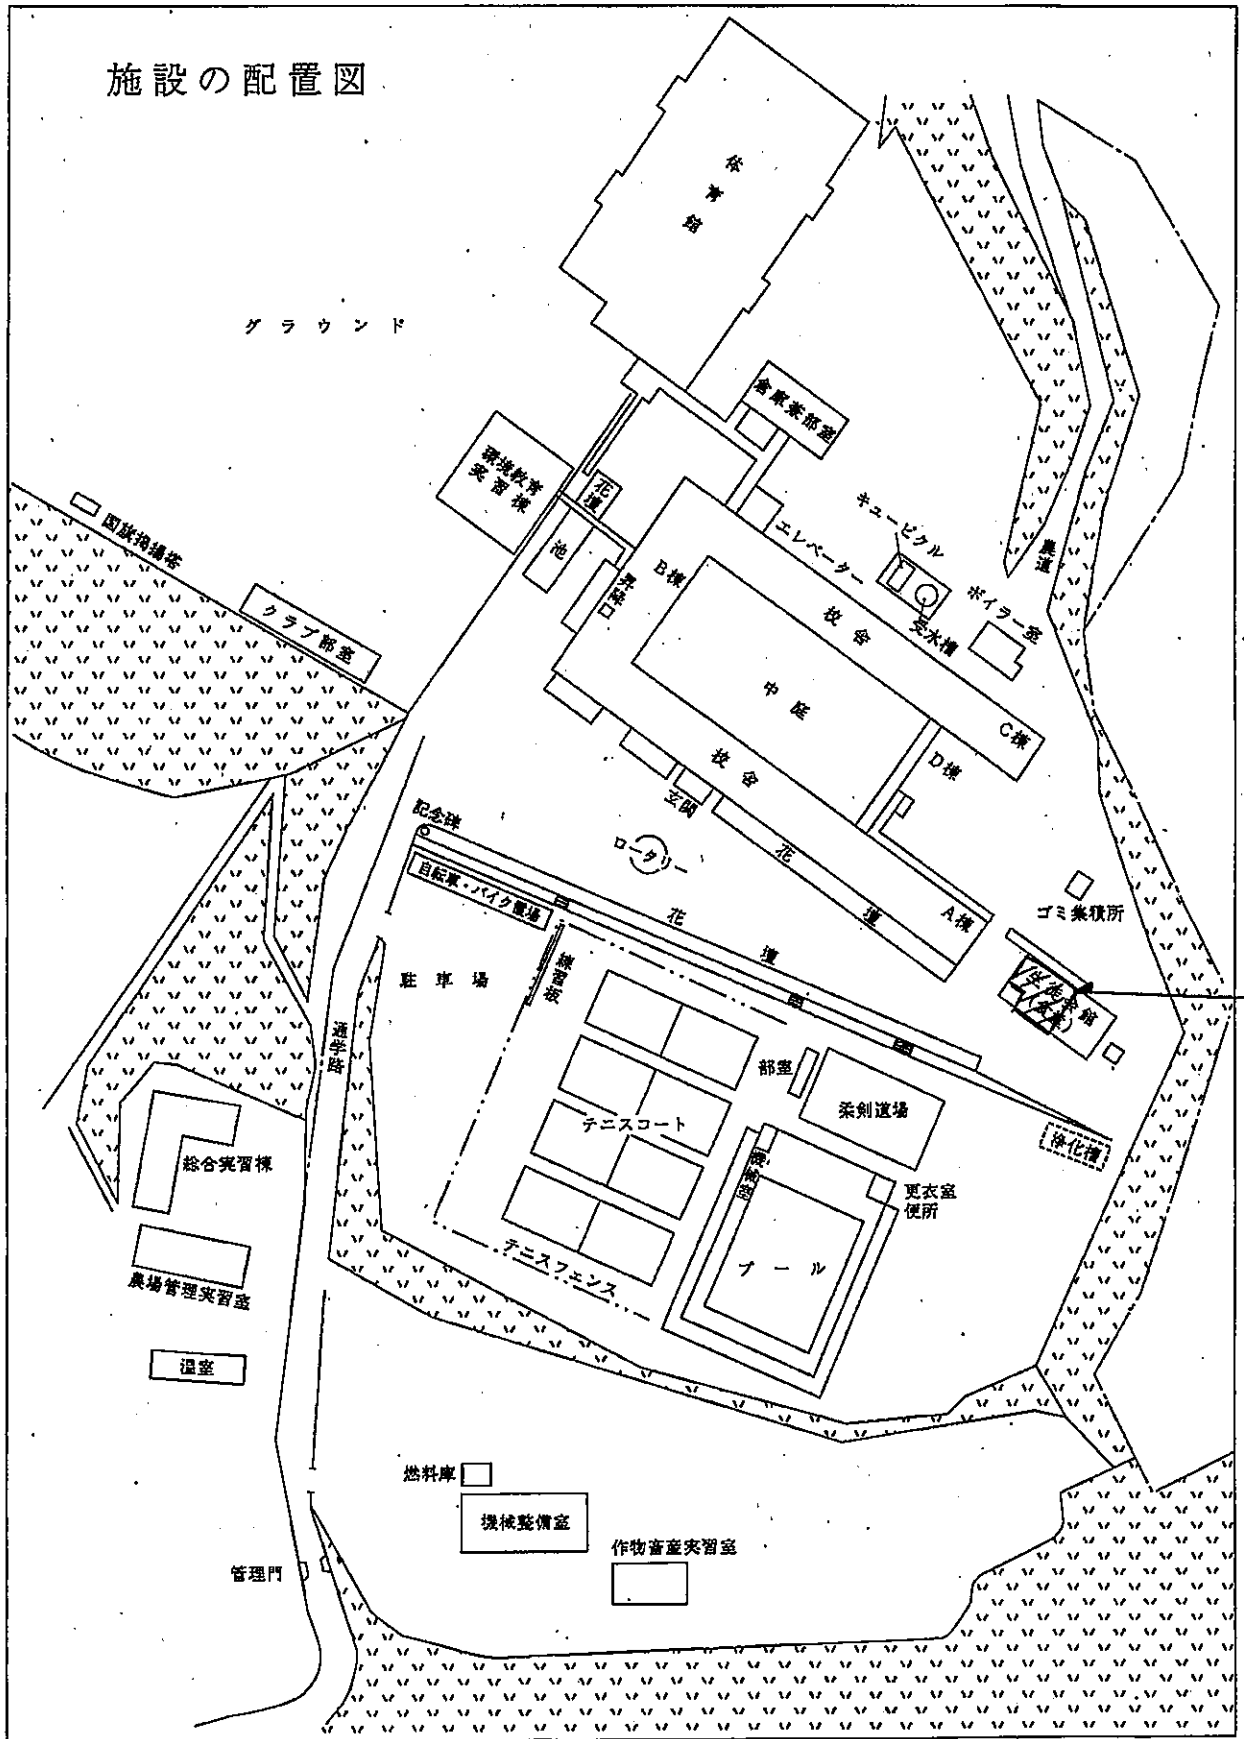 施設の配置図
体育館
グラウンド
倉庫兼部室
環境教育
実習棟
花壇
池
国旗掲揚塔
クラブ部室
昇降口
B棟
エレベーター
キュービクル
受水槽
ボイラー室
農道
校舎
中庭
C棟
D棟
校舎
玄関
花壇
A棟
記念碑
ロータリー
自転車・バイク置場
花壇
ゴミ集積所
生徒会館
駐車場
練習板
通学路
部室
柔剣道場
テニスコート
浄化槽
機械室
更衣室
便所
総合実習棟
プール
テニスフェンス
農場管理実習室
温室
燃料庫
機械整備室
作物畜産実習室
管理門